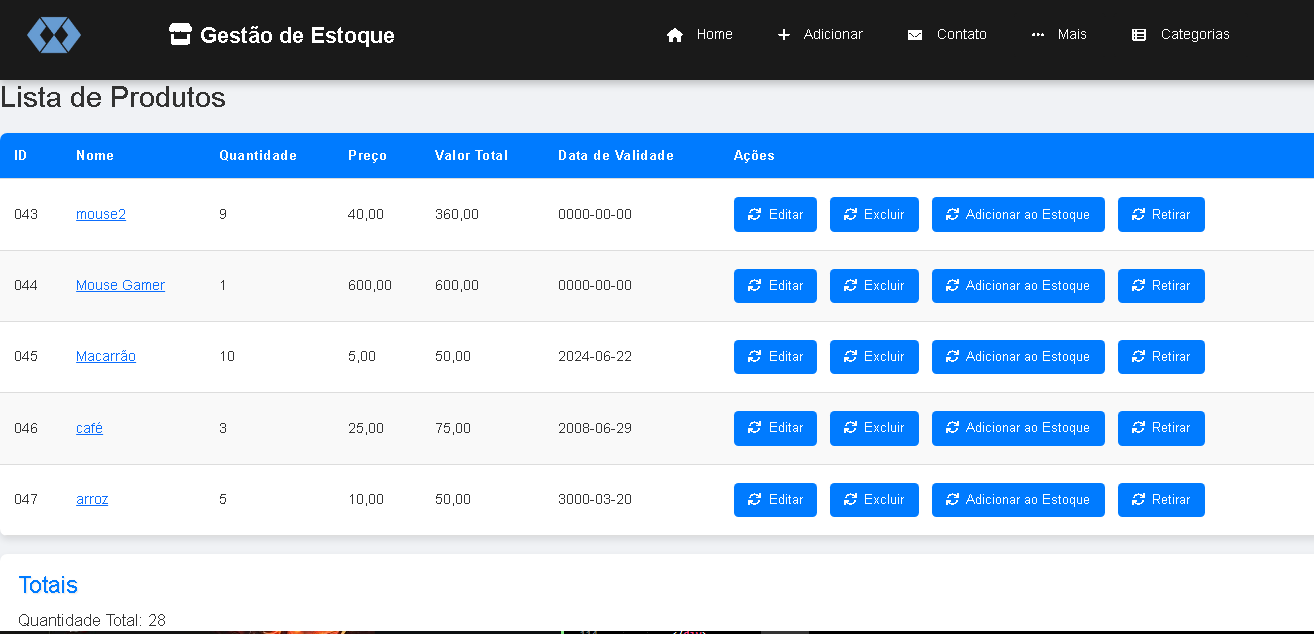 Gestão de Estoque Home Adicionar Contato Mais Categorias
Lista de Produtos
ID Nome Quantidade Preço Valor Total Data de Validade Ações
043 mouse2 9 40,00 360,00 0000-00-00 Editar Excluir Adicionar ao Estoque Retirar
044 Mouse Gamer 1 600,00 600,00 0000-00-00 Editar Excluir Adicionar ao Estoque Retirar
045 Macarrão 10 5,00 50,00 2024-06-22 Editar Excluir Adicionar ao Estoque Retirar
046 café 3 25,00 75,00 2008-06-29 Editar Excluir Adicionar ao Estoque Retirar
047 arroz 5 10,00 50,00 3000-03-20 Editar Excluir Adicionar ao Estoque Retirar
Totais
Quantidade Total: 28